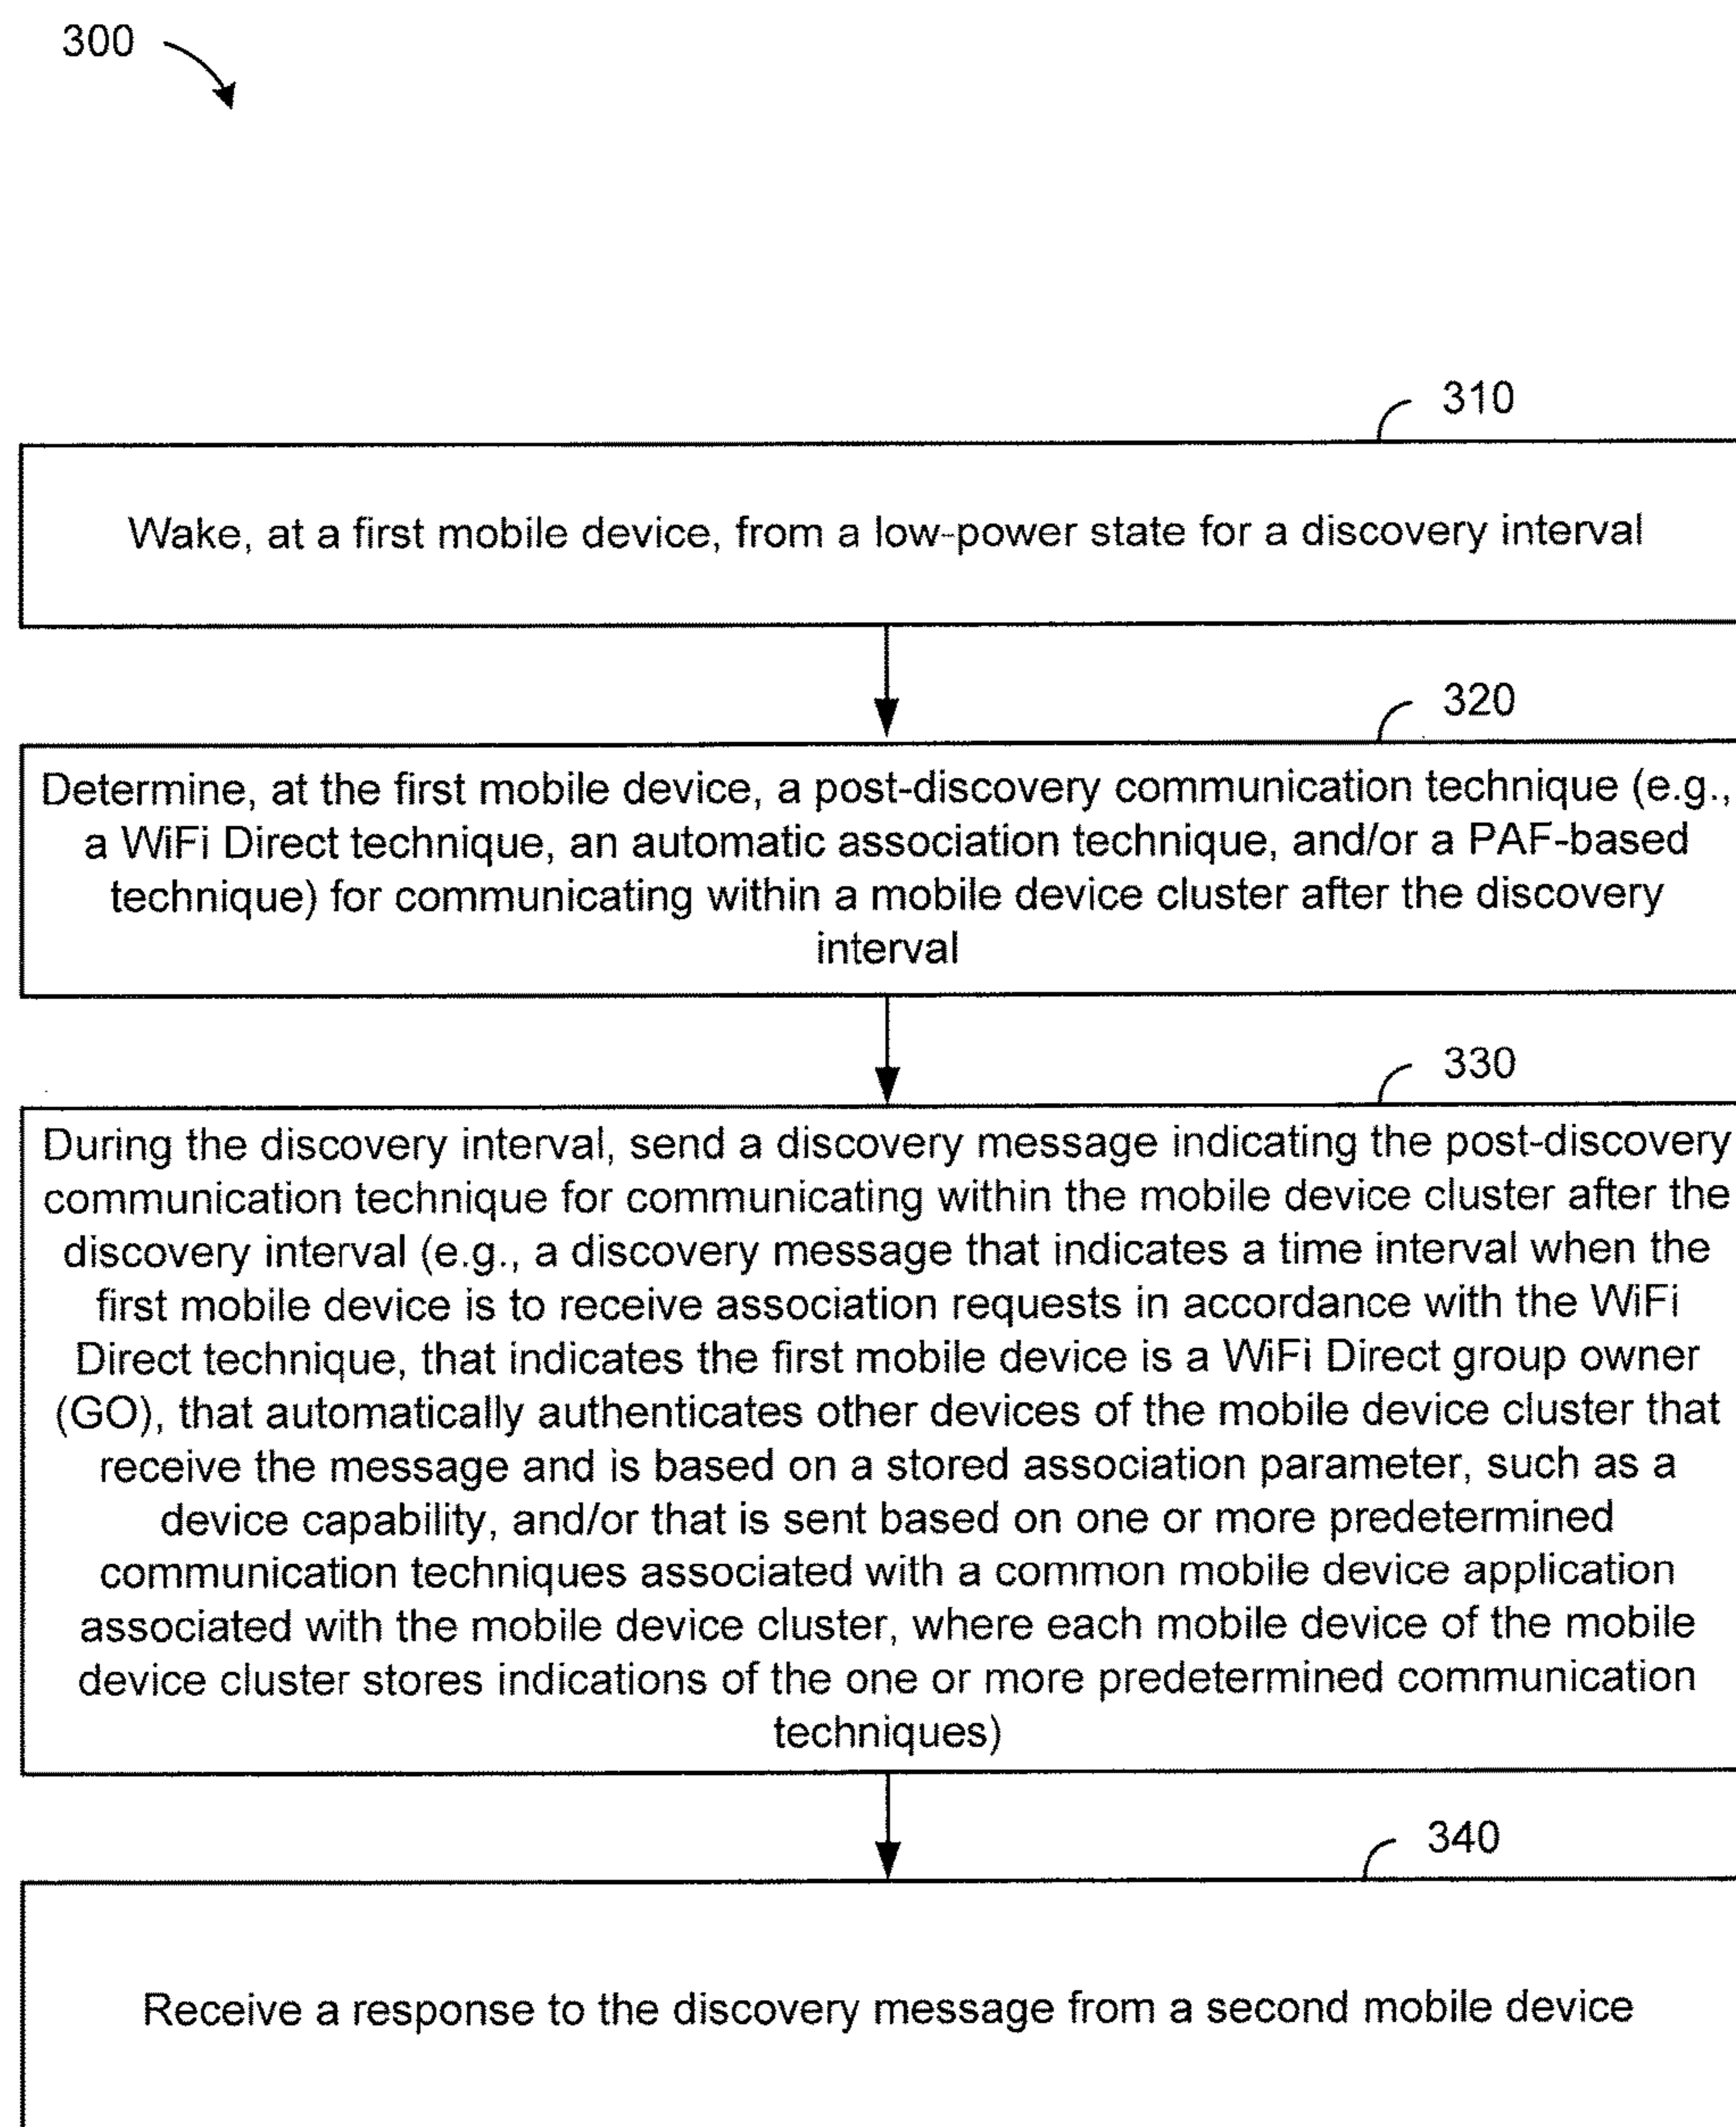 300
310
Wake, at a first mobile device, from a low-power state for a discovery interval
320
Determine, at the first mobile device, a post-discovery communication technique (e.g.,
a WiFi Direct technique, an automatic association technique, and/or a PAF-based
technique) for communicating within a mobile device cluster after the discovery
interval
330
During the discovery interval, send a discovery message indicating the post-discovery
communication technique for communicating within the mobile device cluster after the
discovery interval (e.g., a discovery message that indicates a time interval when the
first mobile device is to receive association requests in accordance with the WiFi
Direct technique, that indicates the first mobile device is a WiFi Direct group owner
(GO), that automatically authenticates other devices of the mobile device cluster that
receive the message and is based on a stored association parameter, such as a
device capability, and/or that is sent based on one or more predetermined
communication techniques associated with a common mobile device application
associated with the mobile device cluster, where each mobile device of the mobile
device cluster stores indications of the one or more predetermined communication
techniques)
340
Receive a response to the discovery message from a second mobile device